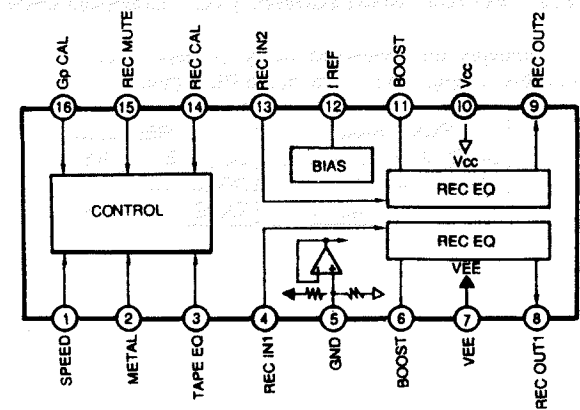 Gp CAL
REC MUTE
REC CAL
REC IN2
I REF
BOOST
Vcc
REC OUT2
16
15
14
13
12
11
10
9
BIAS
Vcc
REC EQ
CONTROL
REC EQ
VEE
1
2
3
4
5
6
7
8
SPEED
METAL
TAPE EQ
REC IN1
GND
BOOST
VEE
REC OUT1